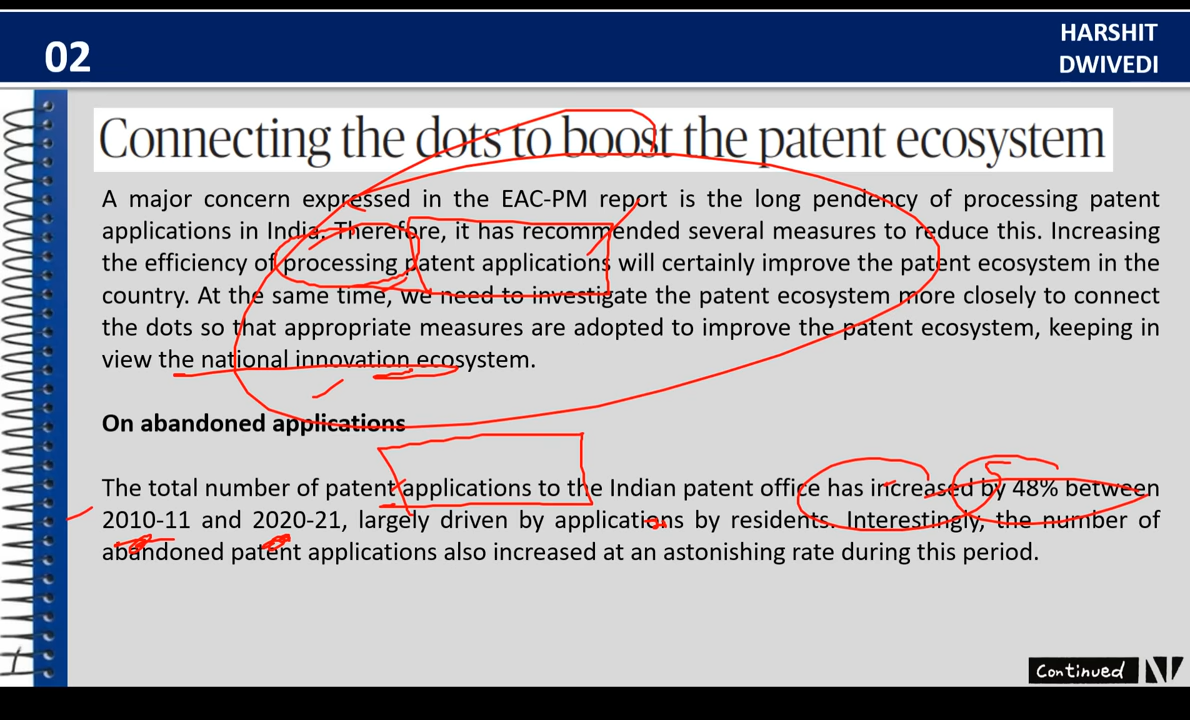 02
HARSHIT
DWIVEDI
Connecting the dots to boost the patent ecosystem
A major concern expressed in the EAC-PM report is the long pendency of processing patent
applications in India. Therefore, it has recommended several measures to reduce this. Increasing
the efficiency of processing patent applications will certainly improve the patent ecosystem in the
country. At the same time, we need to investigate the patent ecosystem more closely to connect
the dots so that appropriate measures are adopted to improve the patent ecosystem, keeping in
view the national innovation ecosystem.
On abandoned applications
The total number of patent applications to the Indian patent office has increased by 48% between
2010-11 and 2020-21, largely driven by applications by residents. Interestingly, the number of
abandoned patent applications also increased at an astonishing rate during this period.
Continued